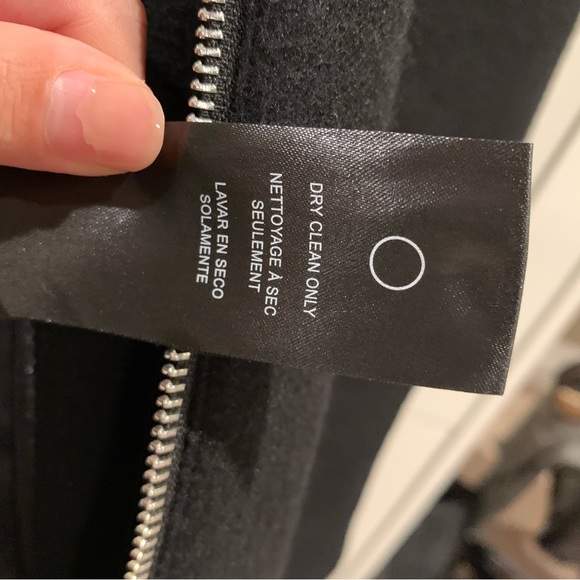 DRY CLEAN ONLY
NETTOYAGE À SEC
SEULEMENT
LAVAR EN SECO
SOLAMENTE